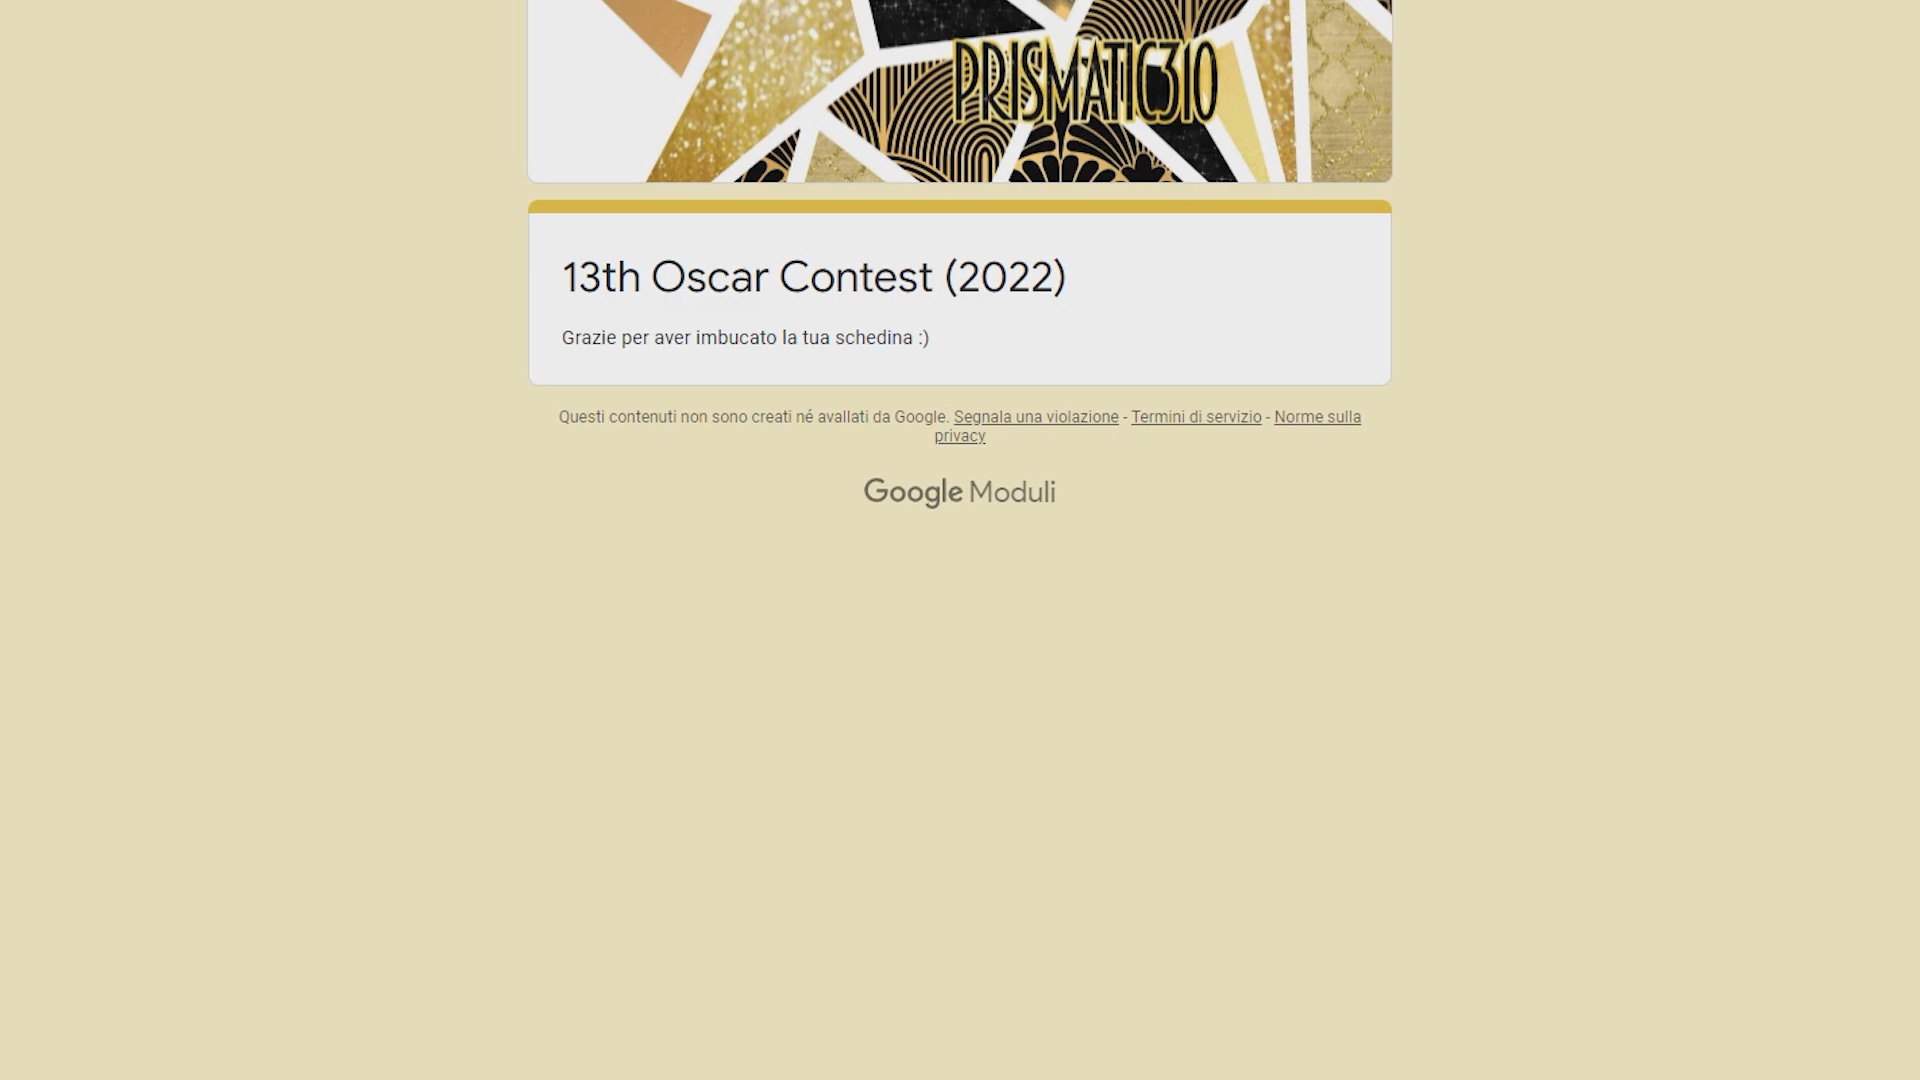 PRISMATIC310
13th Oscar Contest (2022)
Grazie per aver imbucato la tua schedina :)
Questi contenuti non sono creati né avallati da Google. Segnala una violazione - Termini di servizio - Norme sulla
privacy
Google Moduli